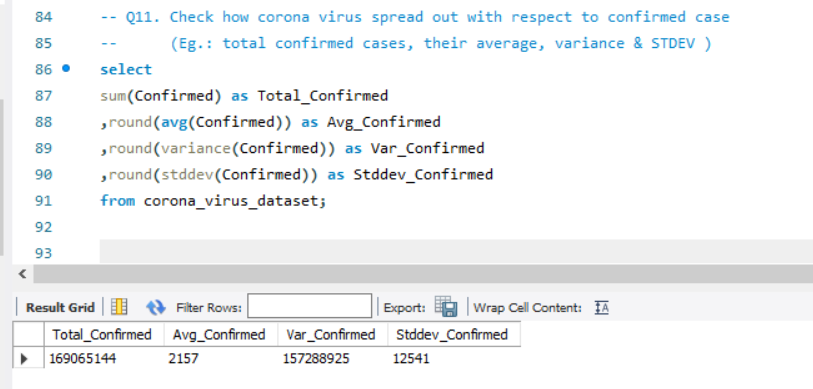 84 -- Q11. Check how corona virus spread out with respect to confirmed case
85 -- (Eg.: total confirmed cases, their average, variance & STDEV )
86 select
87 sum(Confirmed) as Total_Confirmed
88 ,round(avg(Confirmed)) as Avg_Confirmed
89 ,round(variance(Confirmed)) as Var_Confirmed
90 ,round(stddev(Confirmed)) as Stddev_Confirmed
91 from corona_virus_dataset;
92
93
Result Grid Filter Rows: Export: Wrap Cell Content:
Total_Confirmed Avg_Confirmed Var_Confirmed Stddev_Confirmed
169065144 2157 157288925 12541